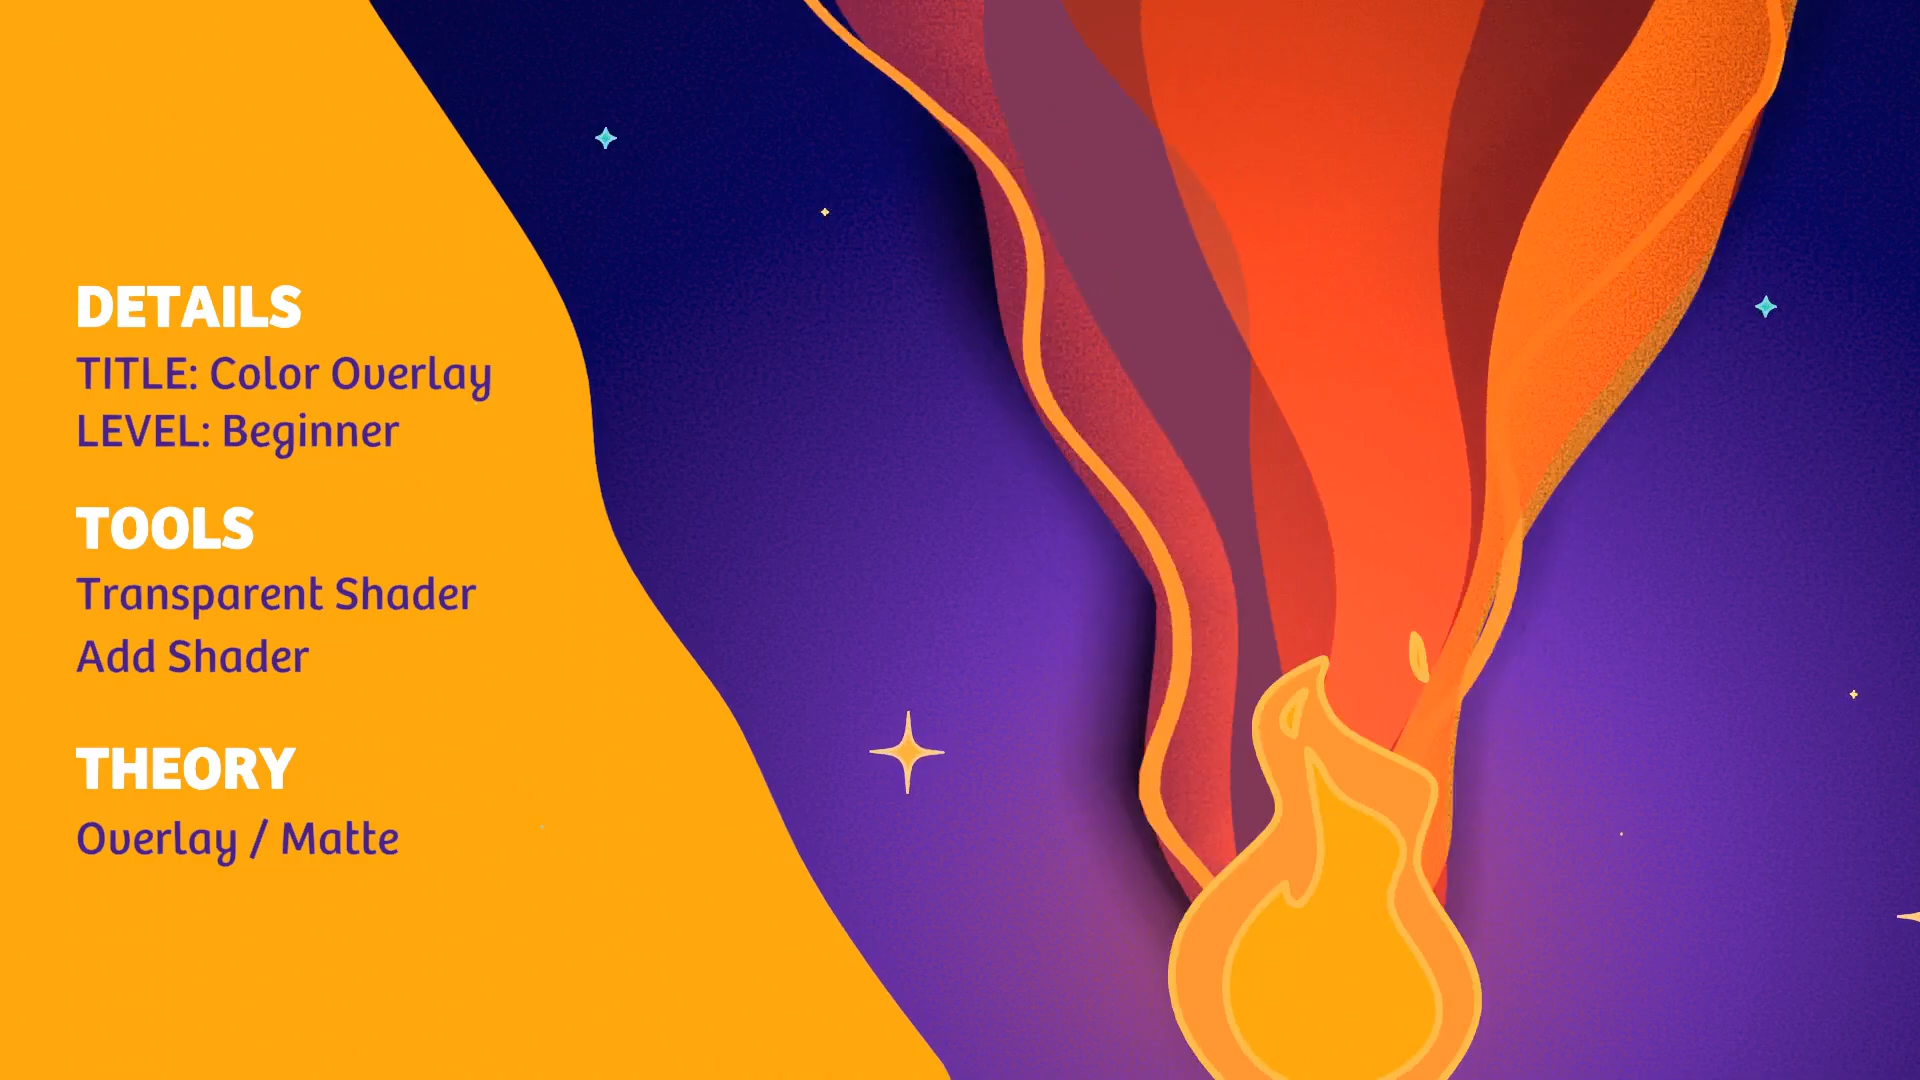 DETAILS
TITLE: Color Overlay
LEVEL: Beginner
TOOLS
Transparent Shader
Add Shader
THEORY
Overlay / Matte